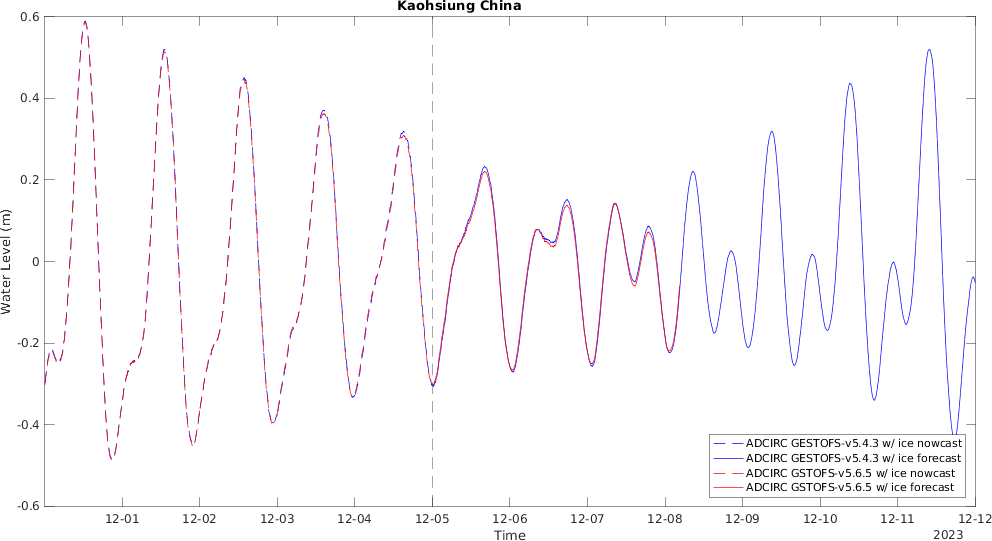 Kaohsiung China
0.6
0.4
0.2
0
-0.2
-0.4
-0.6
Water Level (m)
ADCIRC GESTOFS-v5.4.3 w/ ice nowcast
ADCIRC GESTOFS-v5.4.3 w/ ice forecast
ADCIRC GSTOFS-v5.6.5 w/ ice nowcast
ADCIRC GSTOFS-v5.6.5 w/ ice forecast
12-01 12-02 12-03 12-04 12-05 12-06 12-07 12-08 12-09 12-10 12-11 12-12
Time
2023